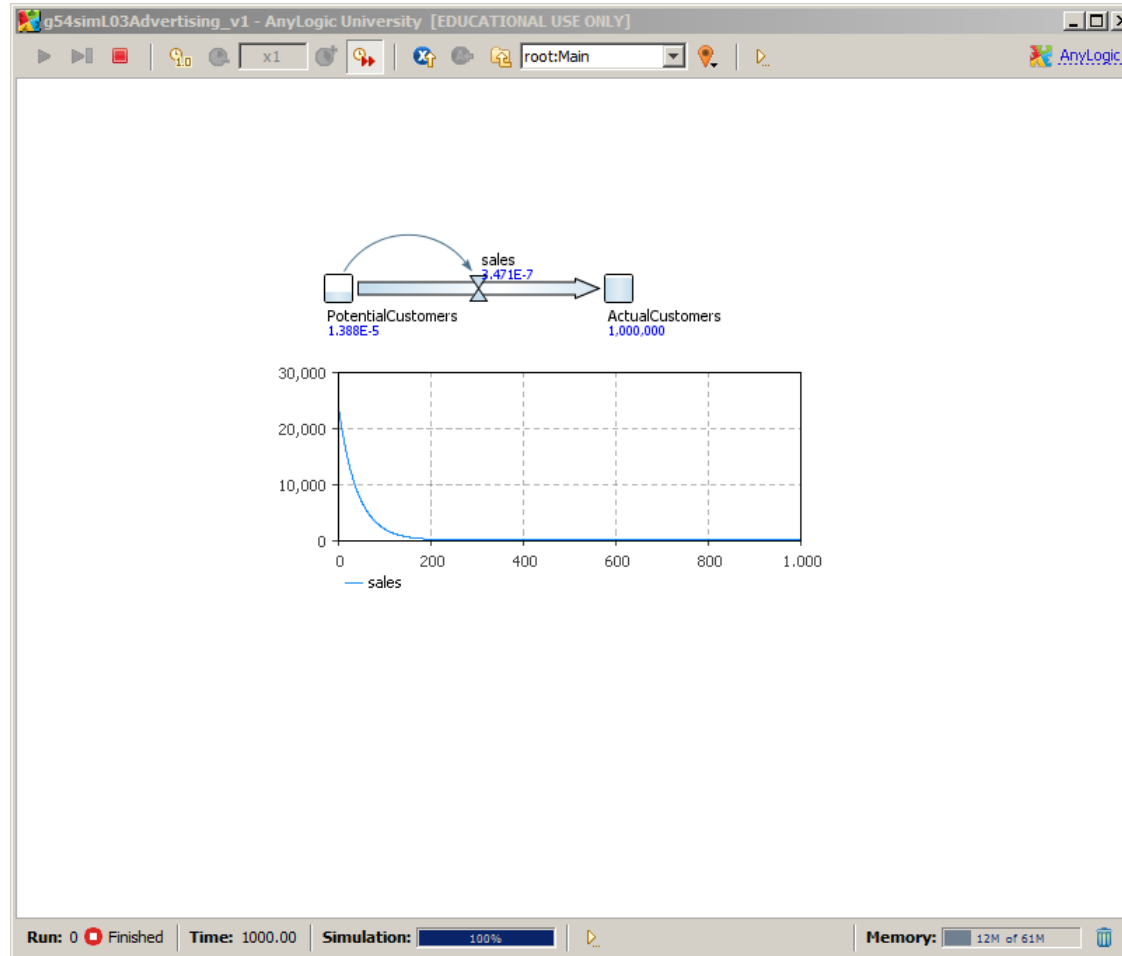 g54simL03Advertising_v1 - AnyLogic University [EDUCATIONAL USE ONLY]
x1 root:Main AnyLogic
sales
3.471E-7
PotentialCustomers
1.388E-5
ActualCustomers
1,000,000
30,000
20,000
10,000
0
0 200 400 600 800 1.000
sales
Run: 0 Finished Time: 1000.00 Simulation: 100% Memory: 12M of 61M